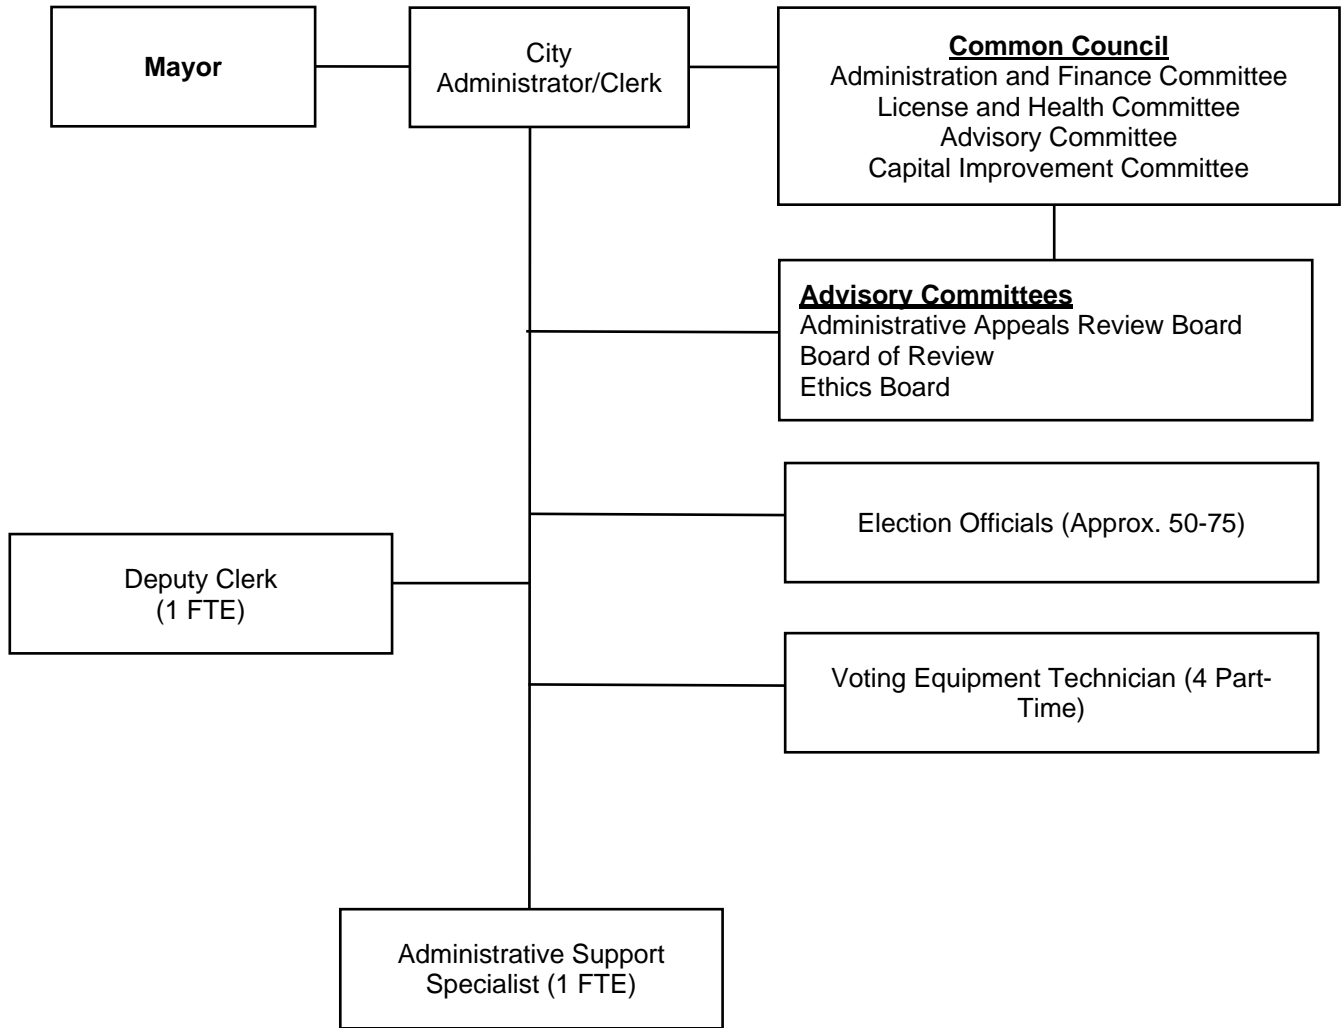 Mayor
City
Administrator/Clerk
Common Council
Administration and Finance Committee
License and Health Committee
Advisory Committee
Capital Improvement Committee
Advisory Committees
Administrative Appeals Review Board
Board of Review
Ethics Board
Election Officials (Approx. 50-75)
Deputy Clerk
(1 FTE)
Voting Equipment Technician (4 Part-
Time)
Administrative Support
Specialist (1 FTE)